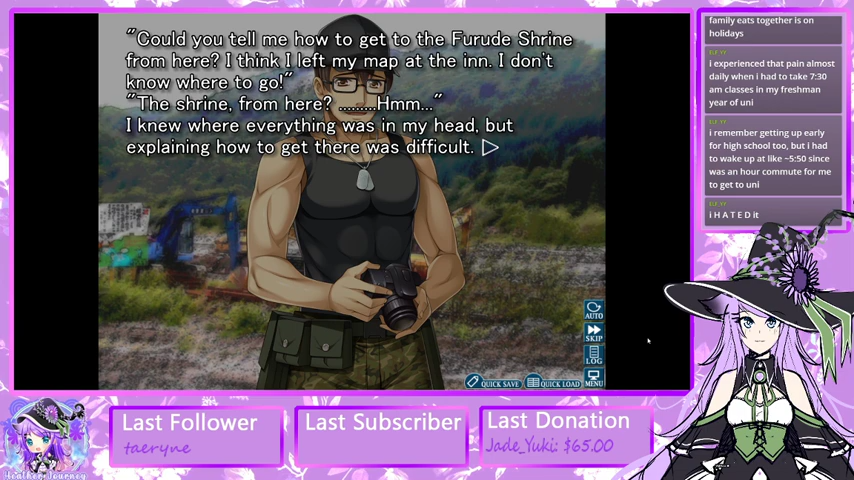 "Could you tell me how to get to the Furude Shrine
from here? I think I left my map at the inn. I don't
know where to go!"
"The shrine, from here? .........Hmm..."
I knew where everything was in my head, but
explaining how to get there was difficult.
AUTO
SKIP
LOG
MENU
QUICK SAVE
QUICK LOAD
family eats together is on
holidays
i experienced that pain almost
daily when i had to take 7:30
am classes in my freshman
year of uni
i remember getting up early
for high school too, but i had
to wake up at like ~5:50 since
was an hour commute for me
to get to uni
i H A T E D it
Last Follower
taeryne
Last Subscriber
Last Donation
Jade_Yuki: $65.00